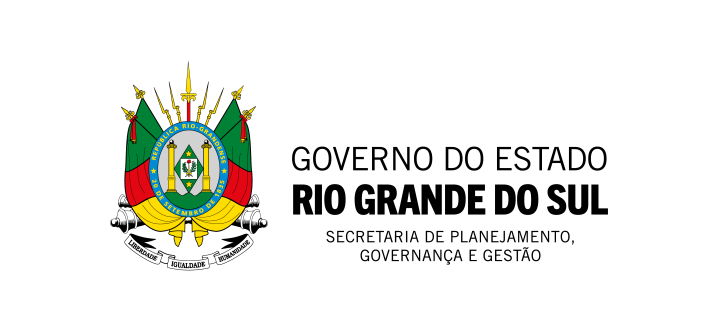 REPÚBLICA RIO-GRANDENSE
20 DE SETEMBRO DE 1835
LIBERDADE
IGUALDADE
HUMANIDADE
GOVERNO DO ESTADO
RIO GRANDE DO SUL
SECRETARIA DE PLANEJAMENTO,
GOVERNANÇA E GESTÃO